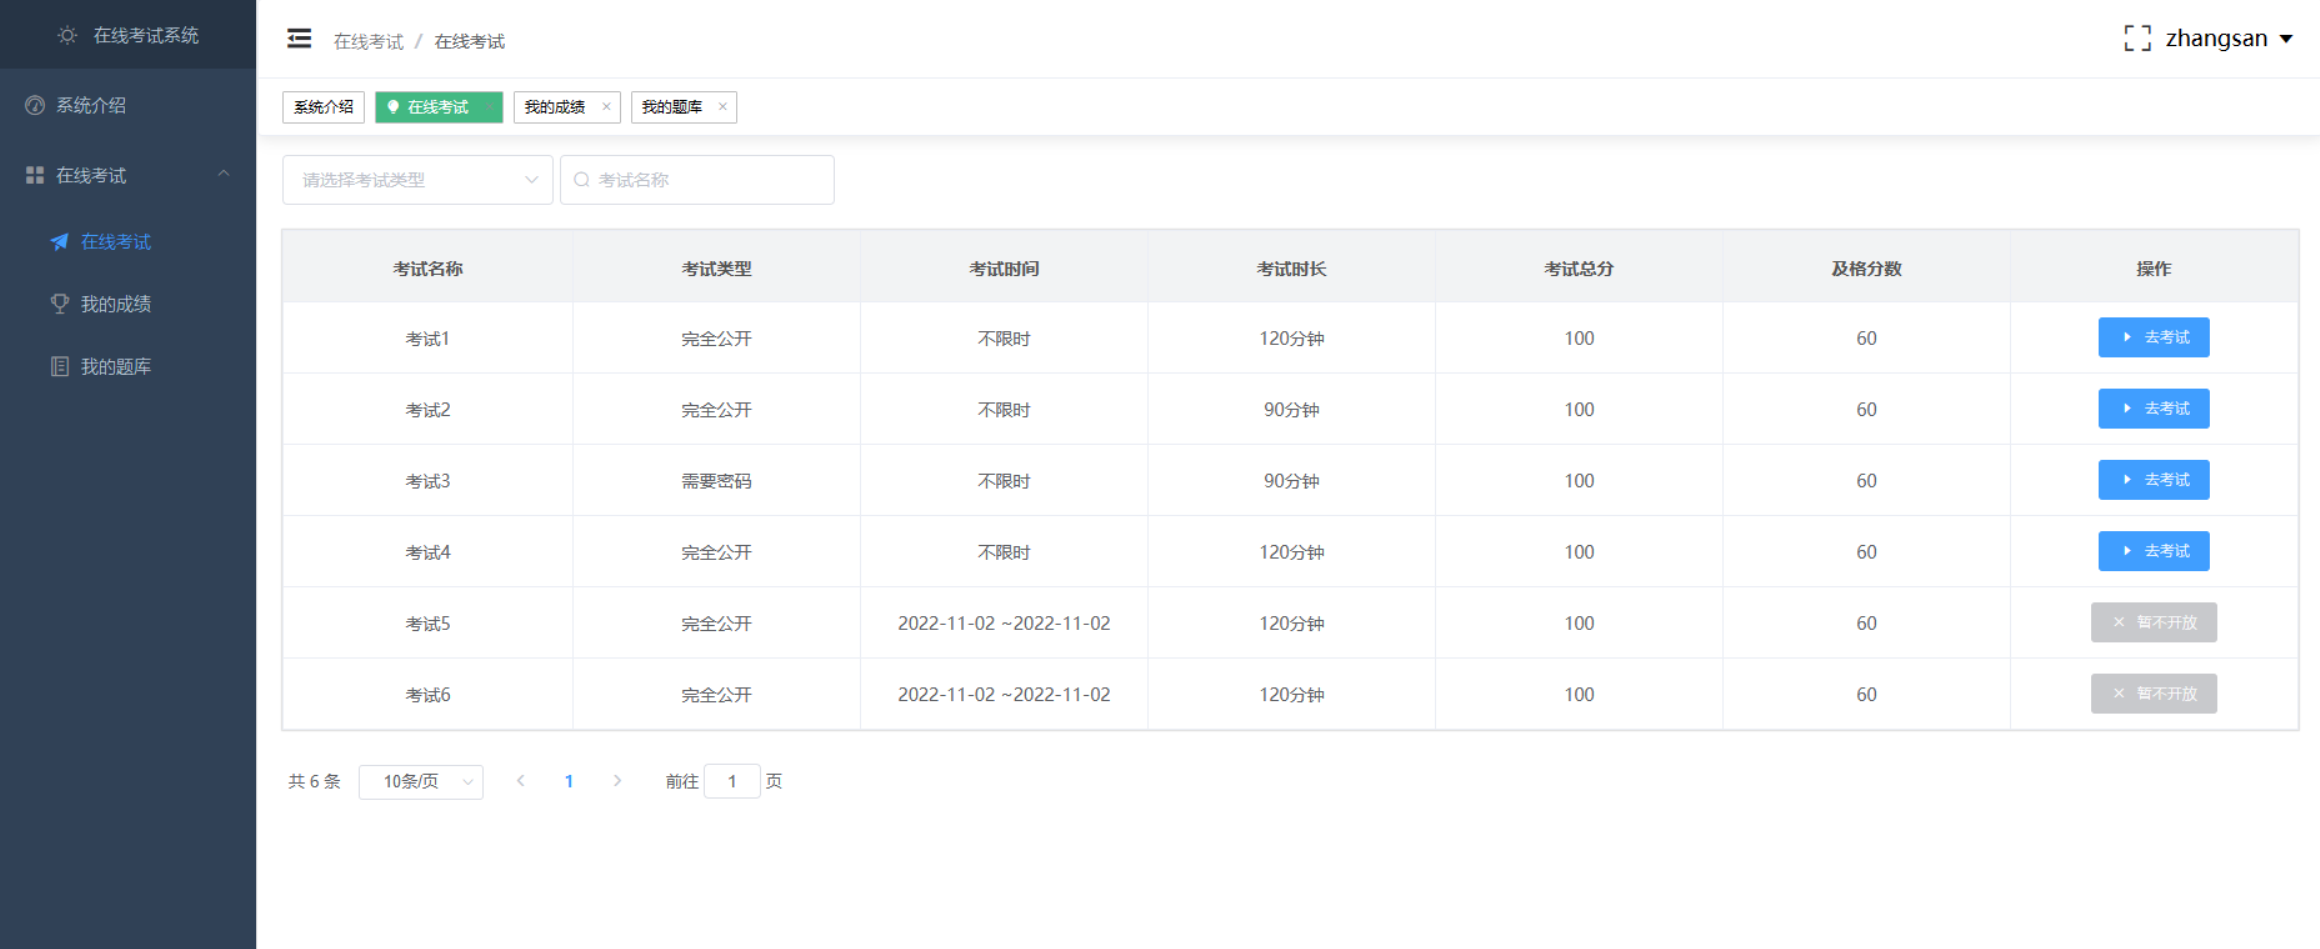 在线考试系统
系统介绍
在线考试
在线考试
我的成绩
我的题库
在线考试 / 在线考试
zhangsan
系统介绍 在线考试 我的成绩 × 我的题库 ×
请选择考试类型 考试名称
考试名称 考试类型 考试时间 考试时长 考试总分 及格分数 操作
考试1 完全公开 不限时 120分钟 100 60 去考试
考试2 完全公开 不限时 90分钟 100 60 去考试
考试3 需要密码 不限时 90分钟 100 60 去考试
考试4 完全公开 不限时 120分钟 100 60 去考试
考试5 完全公开 2022-11-02 ~2022-11-02 120分钟 100 60 × 暂不开放
考试6 完全公开 2022-11-02 ~2022-11-02 120分钟 100 60 × 暂不开放
共 6 条 10条/页 < 1 > 前往 1 页